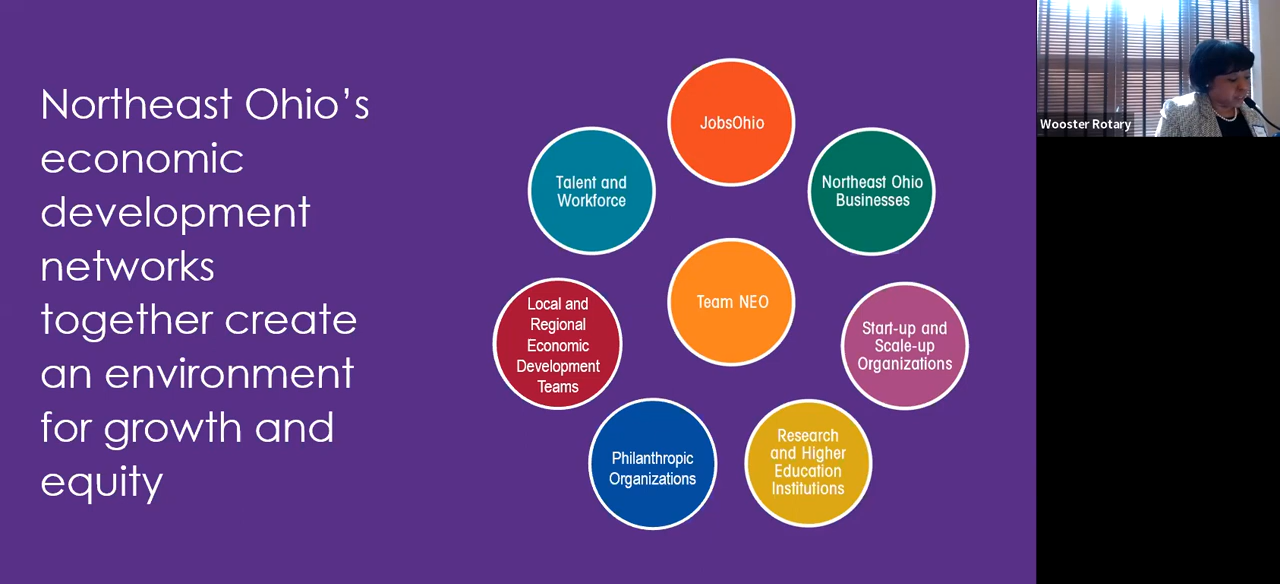 Northeast Ohio’s
economic
development
networks
together create
an environment
for growth and
equity
JobsOhio
Talent and
Workforce
Northeast Ohio
Businesses
Team NEO
Local and
Regional
Economic
Development
Teams
Start-up and
Scale-up
Organizations
Philanthropic
Organizations
Research
and Higher
Education
Institutions
Wooster Rotary